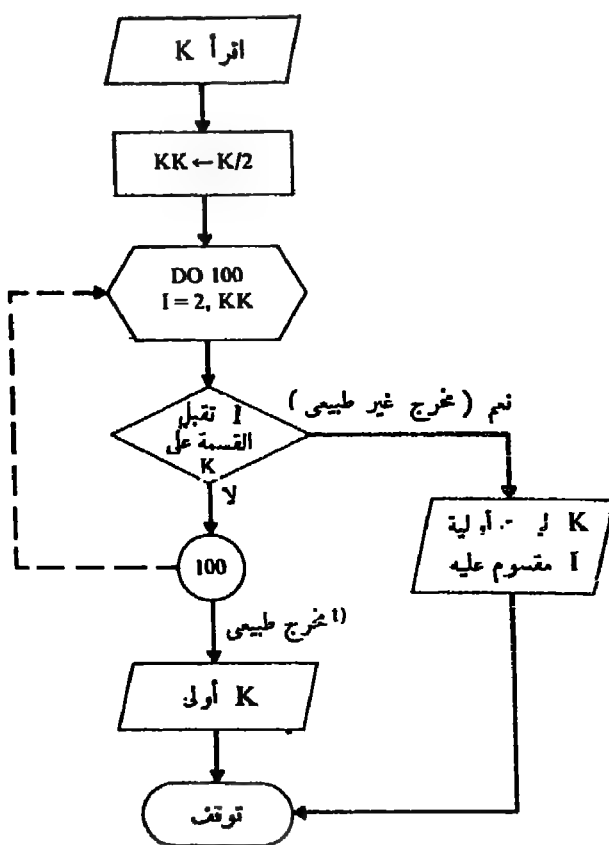 اقرأ K
KK ← K/2
DO 100
I = 2, KK
I تقبل
القسمة على
K
نعم ( مخرج غير طبيعى )
لا
100
K أولية
I مقسوم عليه
مخرج طبيعى
K
توقف